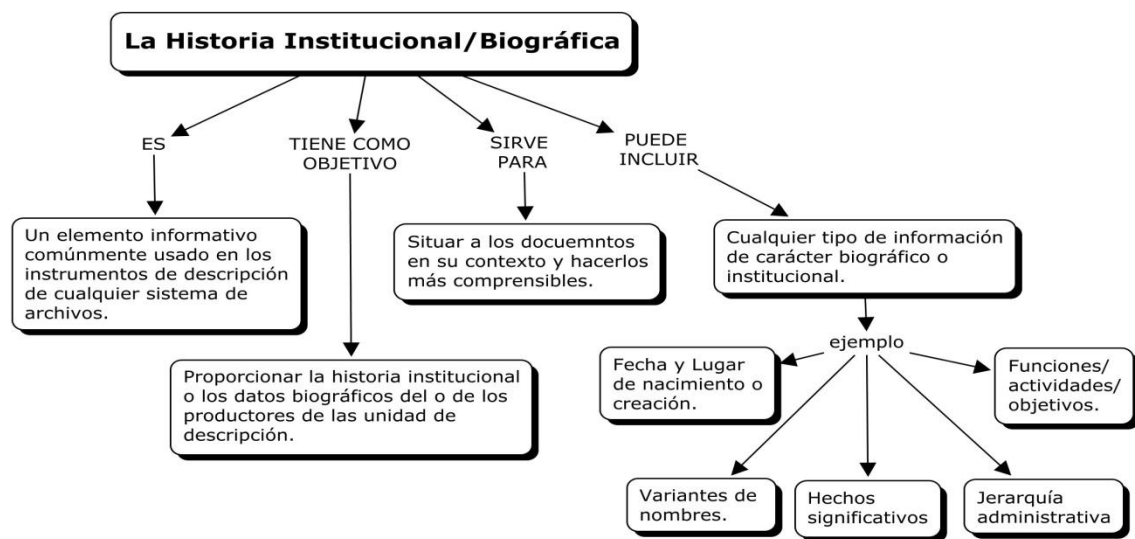 La Historia Institucional/Biográfica
ES
TIENE COMO
OBJETIVO
SIRVE
PARA
PUEDE
INCLUIR
Un elemento informativo
comúnmente usado en los
instrumentos de descripción
de cualquier sistema de
archivos.
Situar a los docuemntos
en su contexto y hacerlos
más comprensibles.
Cualquier tipo de información
de carácter biográfico o
institucional.
Proporcionar la historia institucional
o los datos biográficos del o de los
productores de las unidad de
descripción.
ejemplo
Fecha y Lugar
de nacimiento o
creación.
Funciones/
actividades/
objetivos.
Variantes de
nombres.
Hechos
significativos
Jerarquía
administrativa